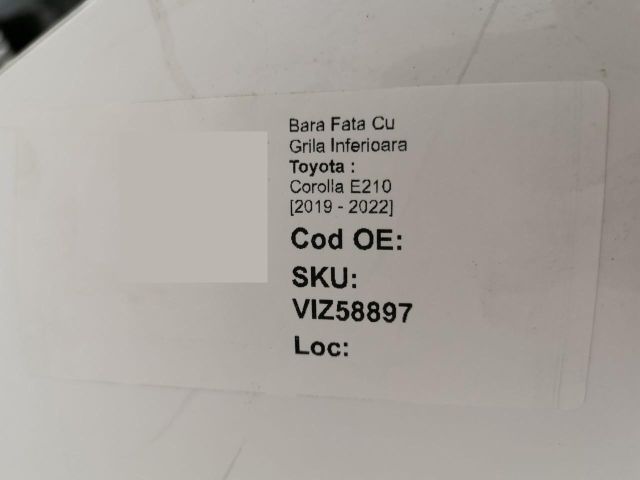 Bara Fata Cu
Grila Inferioara
Toyota :
Corolla E210
[2019 - 2022]
Cod OE:
SKU:
VIZ58897
Loc: